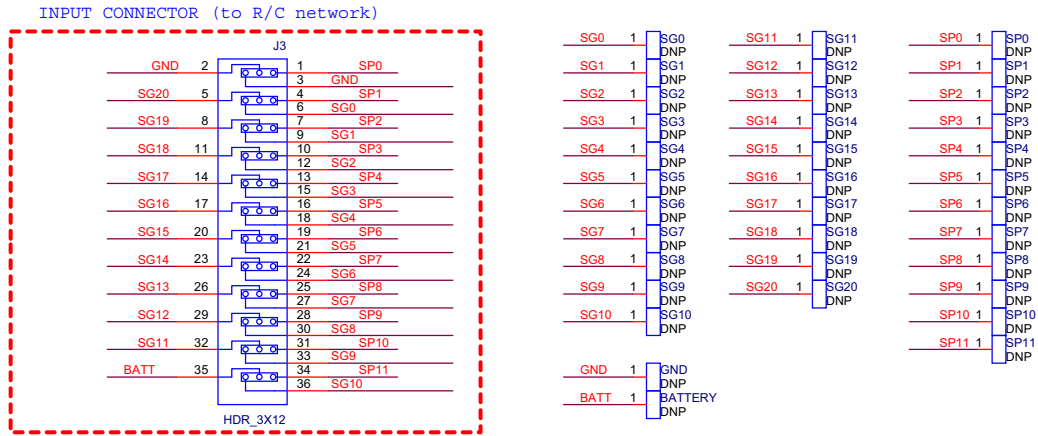 INPUT CONNECTOR (to R/C network)
J3
GND 2 1 SP0
3 GND
SG20 5 4 SP1
6 SG0
SG19 8 7 SP2
9 SG1
SG18 11 10 SP3
12 SG2
SG17 14 13 SP4
15 SG3
SG16 17 16 SP5
18 SG4
SG15 20 19 SP6
21 SG5
SG14 23 22 SP7
24 SG6
SG13 26 25 SP8
27 SG7
SG12 29 28 SP9
30 SG8
SG11 32 31 SP10
33 SG9
BATT 35 34 SP11
36 SG10
HDR_3X12
SG0 1 SG0
DNP
SG1 1 SG1
DNP
SG2 1 SG2
DNP
SG3 1 SG3
DNP
SG4 1 SG4
DNP
SG5 1 SG5
DNP
SG6 1 SG6
DNP
SG7 1 SG7
DNP
SG8 1 SG8
DNP
SG9 1 SG9
DNP
SG10 1 SG10
DNP
GND 1 GND
DNP
BATT 1 BATTERY
DNP
SG11 1 SG11
DNP
SG12 1 SG12
DNP
SG13 1 SG13
DNP
SG14 1 SG14
DNP
SG15 1 SG15
DNP
SG16 1 SG16
DNP
SG17 1 SG17
DNP
SG18 1 SG18
DNP
SG19 1 SG19
DNP
SG20 1 SG20
DNP
SP0 1 SP0
DNP
SP1 1 SP1
DNP
SP2 1 SP2
DNP
SP3 1 SP3
DNP
SP4 1 SP4
DNP
SP5 1 SP5
DNP
SP6 1 SP6
DNP
SP7 1 SP7
DNP
SP8 1 SP8
DNP
SP9 1 SP9
DNP
SP10 1 SP10
DNP
SP11 1 SP11
DNP